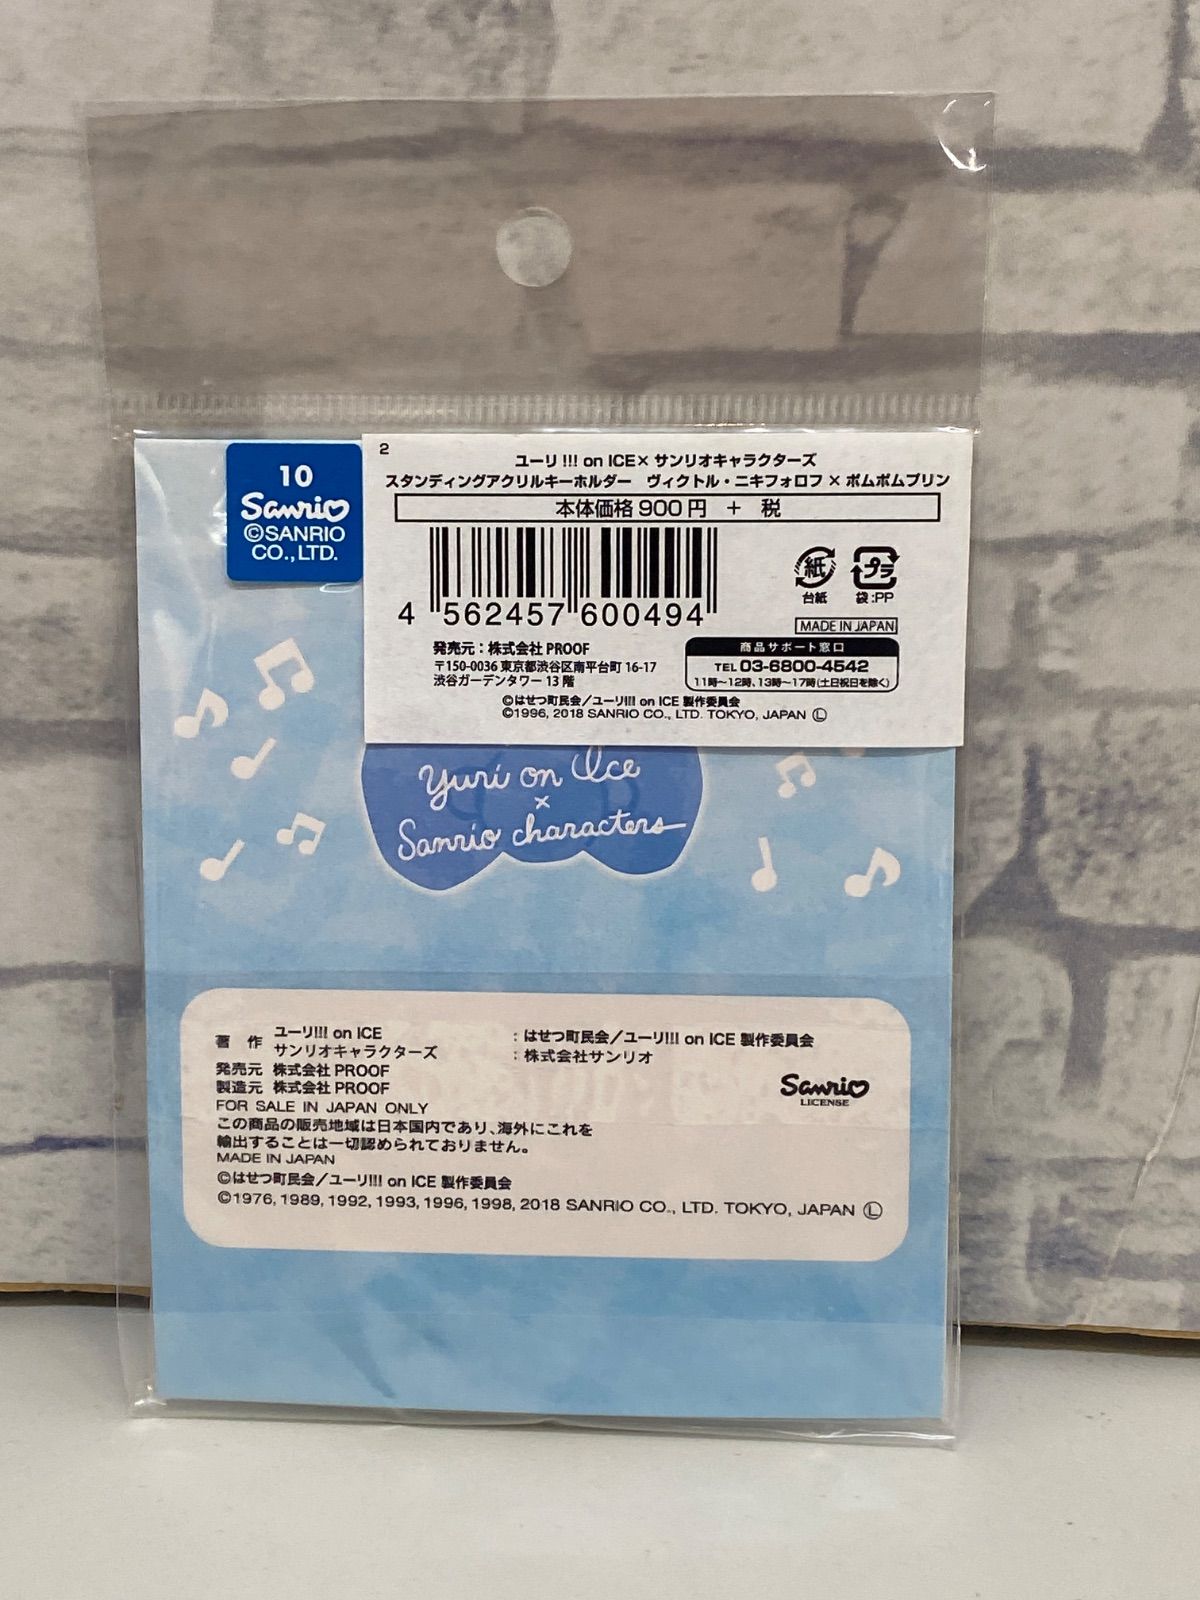 10
Sanrio
©SANRIO
CO.,LTD.
2
ユーリ!!! on ICE×サンリオキャラクターズ
スタンディングアクリルキーホルダー　ヴィクトル・ニキフォロフ×ポムポムプリン
本体価格900円　+　税
4 562457 600494
紙
台紙
プラ
袋:PP
MADE IN JAPAN
発売元：株式会社 PROOF
〒150-0036 東京都渋谷区南平台町 16-17
渋谷ガーデンタワー 13 階
商品サポート窓口
TEL 03-6800-4542
11時～12時、13時～17時(土日祝日を除く)
©はせつ町民会／ユーリ!!! on ICE 製作委員会
©1996, 2018 SANRIO CO., LTD. TOKYO, JAPAN Ⓛ
yuri on Ice
×
Sanrio characters
著　作　ユーリ!!! on ICE　：はせつ町民会／ユーリ!!! on ICE 製作委員会
サンリオキャラクターズ　：株式会社サンリオ
発売元　株式会社 PROOF
製造元　株式会社 PROOF
FOR SALE IN JAPAN ONLY
この商品の販売地域は日本国内であり、海外にこれを
輸出することは一切認められておりません。
MADE IN JAPAN
Sanrio
LICENSE
©はせつ町民会／ユーリ!!! on ICE 製作委員会
©1976, 1989, 1992, 1993, 1996, 1998, 2018 SANRIO CO., LTD. TOKYO, JAPAN Ⓛ